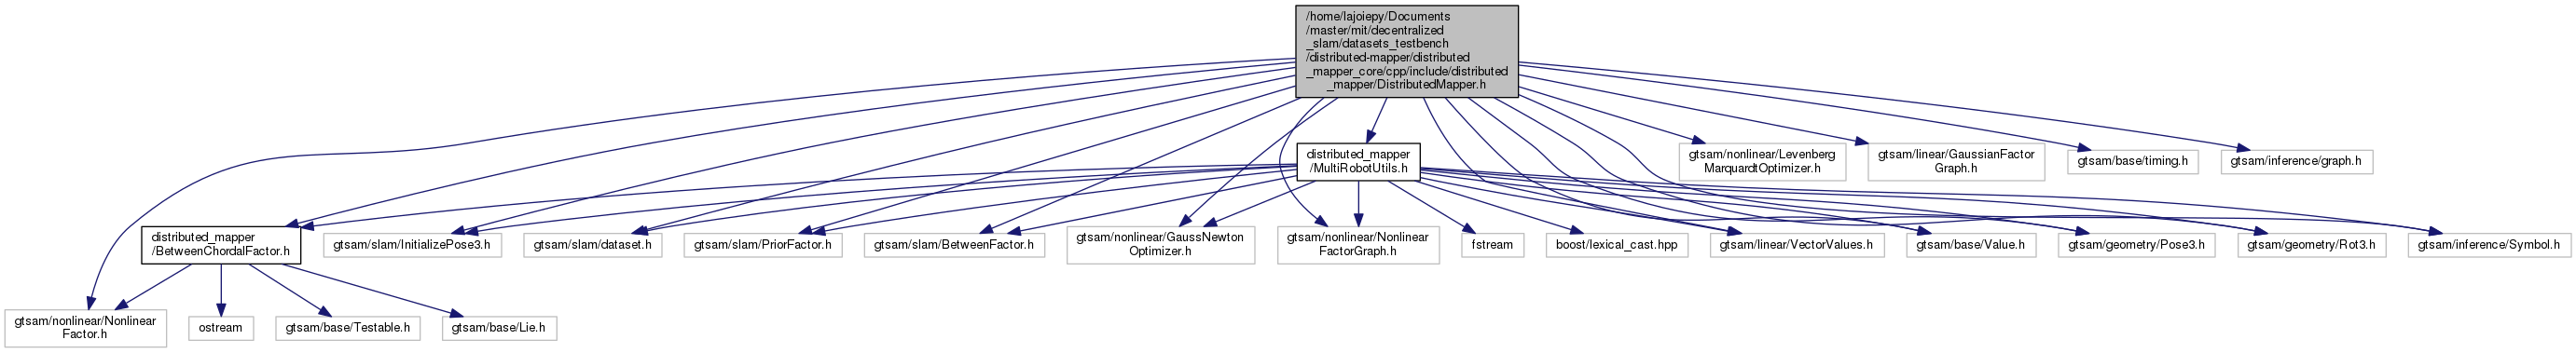 /home/lajoiepy/Documents
/master/mit/decentralized
_slam/datasets_testbench
/distributed-mapper/distributed
_mapper_core/cpp/include/distributed
_mapper/DistributedMapper.h
distributed_mapper
/MultiRobotUtils.h
gtsam/nonlinear/Levenberg
MarquardtOptimizer.h
gtsam/linear/GaussianFactor
Graph.h
gtsam/base/timing.h
gtsam/inference/graph.h
distributed_mapper
/BetweenChordalFactor.h
gtsam/slam/InitializePose3.h
gtsam/slam/dataset.h
gtsam/slam/PriorFactor.h
gtsam/slam/BetweenFactor.h
gtsam/nonlinear/GaussNewton
Optimizer.h
gtsam/nonlinear/Nonlinear
FactorGraph.h
fstream
boost/lexical_cast.hpp
gtsam/linear/VectorValues.h
gtsam/base/Value.h
gtsam/geometry/Pose3.h
gtsam/geometry/Rot3.h
gtsam/inference/Symbol.h
gtsam/nonlinear/Nonlinear
Factor.h
ostream
gtsam/base/Testable.h
gtsam/base/Lie.h